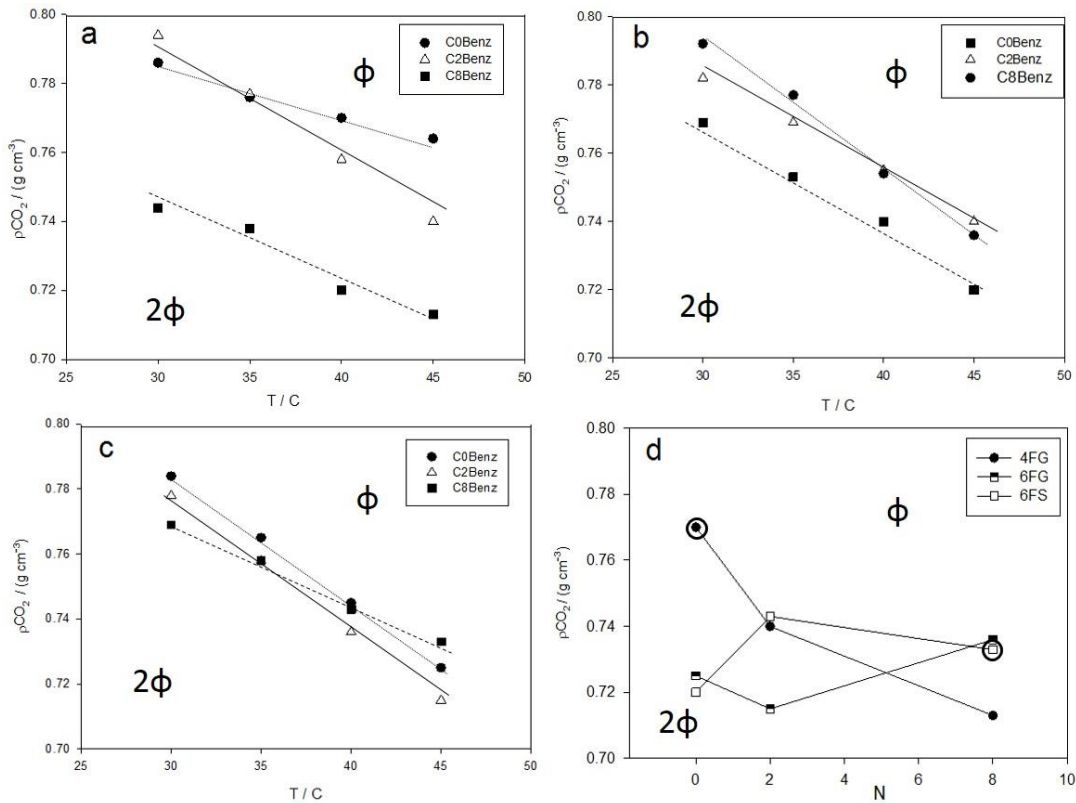 a
C0Benz
C2Benz
C8Benz
ϕ
2ϕ
ρCO₂ / (g cm⁻³)
0.80
0.78
0.76
0.74
0.72
0.70
25 30 35 40 45 50
T / C
b
C0Benz
C2Benz
C8Benz
ϕ
2ϕ
ρCO₂ / (g cm⁻³)
0.80
0.78
0.76
0.74
0.72
0.70
25 30 35 40 45 50
T / C
c
C0Benz
C2Benz
C8Benz
ϕ
2ϕ
ρCO₂ / (g cm⁻³)
0.80
0.78
0.76
0.74
0.72
0.70
25 30 35 40 45 50
T / C
d
4FG
6FG
6FS
ϕ
2ϕ
ρCO₂ / (g cm⁻³)
0.80
0.78
0.76
0.74
0.72
0.70
0 2 4 6 8 10
N